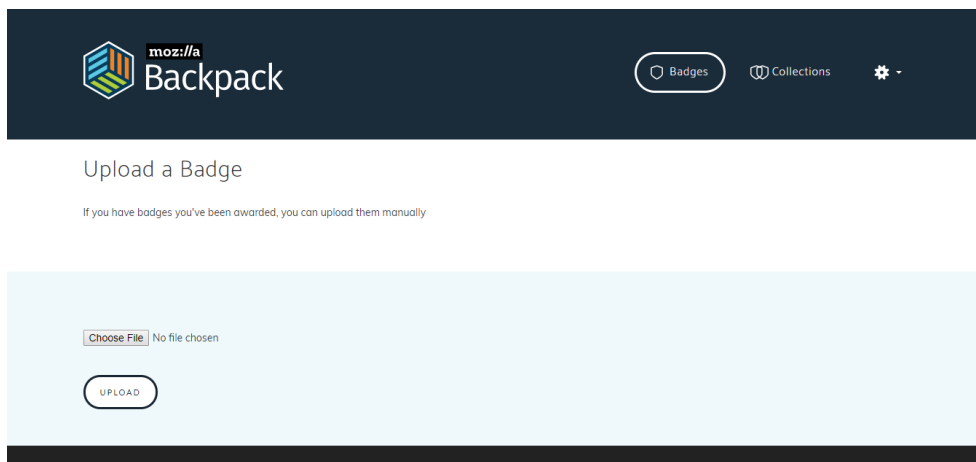 moz://a
Backpack
Badges
Collections
Upload a Badge
If you have badges you've been awarded, you can upload them manually
Choose File No file chosen
UPLOAD